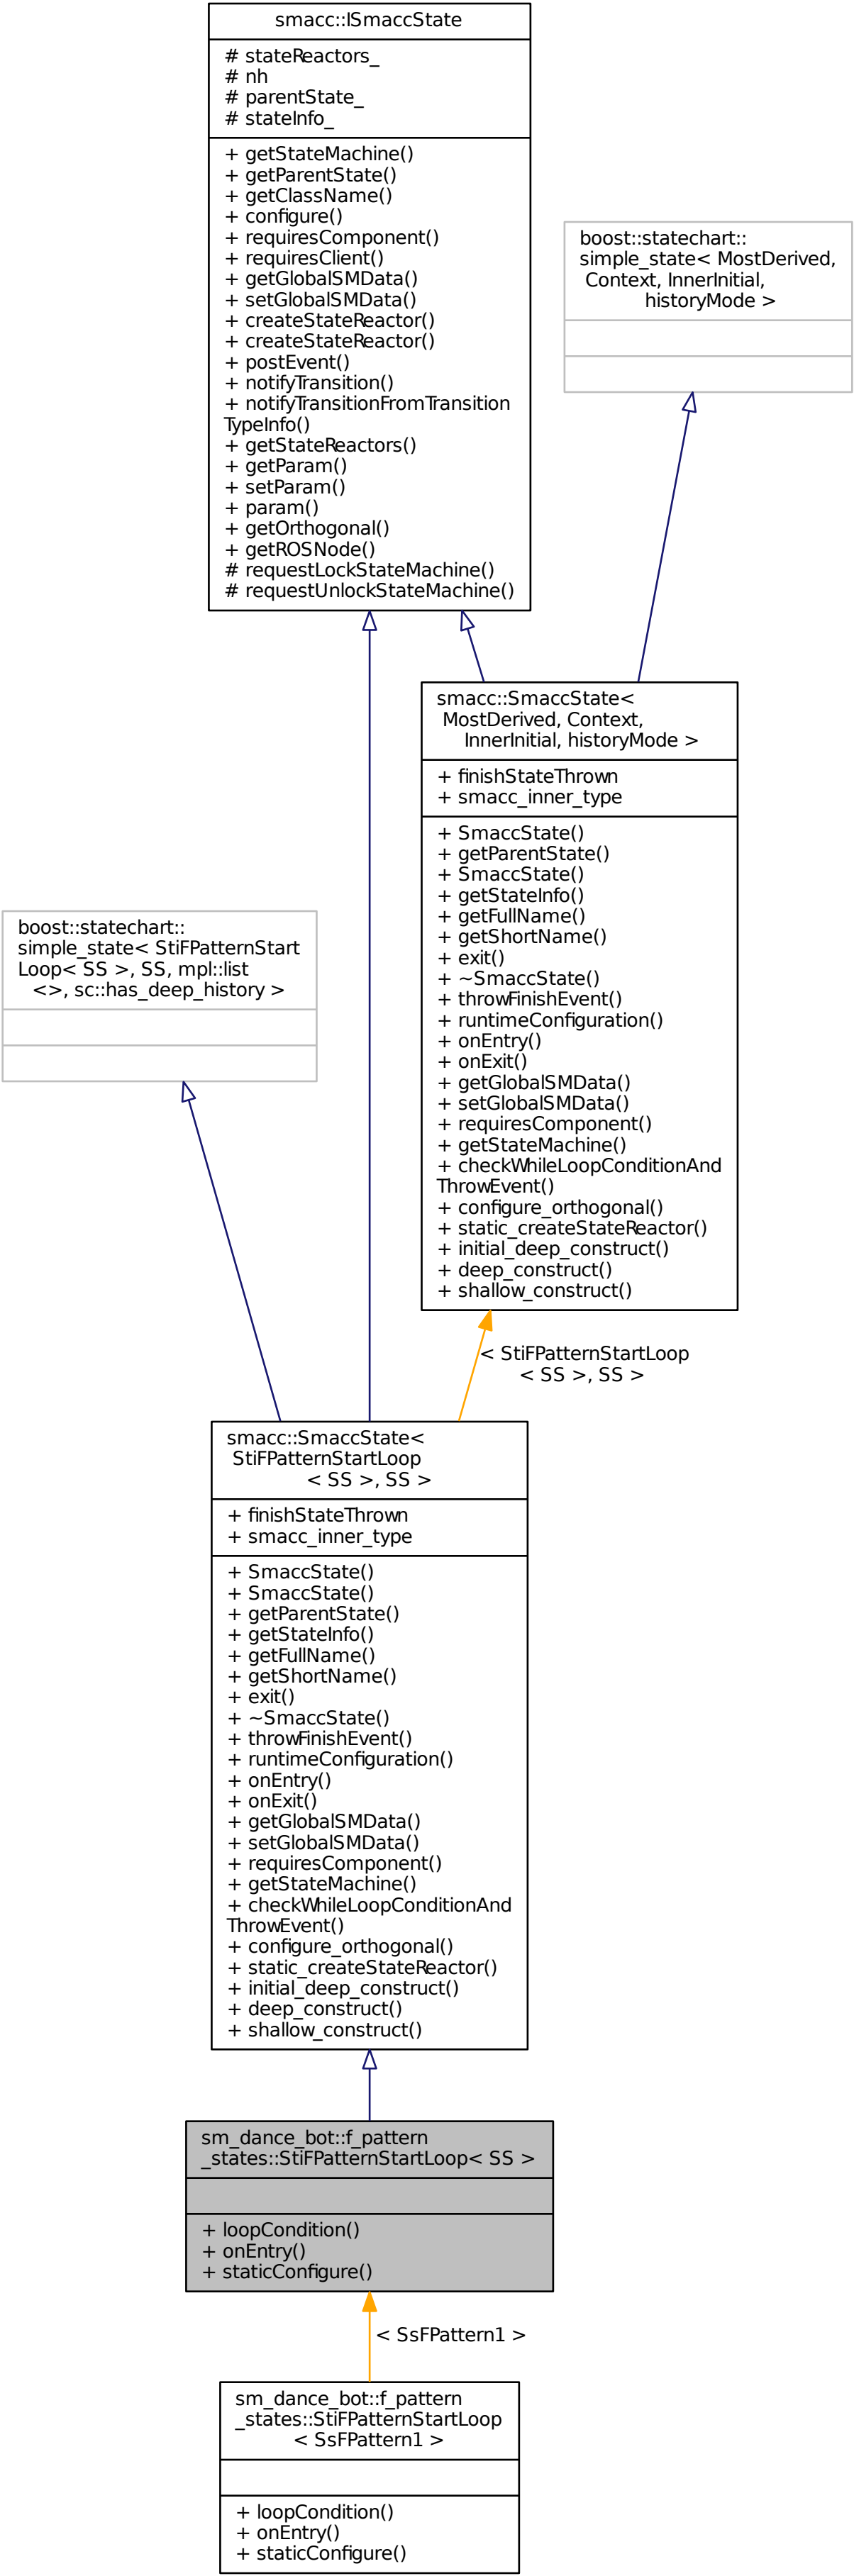 smacc::ISmaccState
# stateReactors_
# nh
# parentState_
# stateInfo_
+ getStateMachine()
+ getParentState()
+ getClassName()
+ configure()
+ requiresComponent()
+ requiresClient()
+ getGlobalSMData()
+ setGlobalSMData()
+ createStateReactor()
+ createStateReactor()
+ postEvent()
+ notifyTransition()
+ notifyTransitionFromTransition
TypeInfo()
+ getStateReactors()
+ getParam()
+ setParam()
+ param()
+ getOrthogonal()
+ getROSNode()
# requestLockStateMachine()
# requestUnlockStateMachine()
boost::statechart::
simple_state< MostDerived,
Context, InnerInitial,
historyMode >
smacc::SmaccState<
MostDerived, Context,
InnerInitial, historyMode >
+ finishStateThrown
+ smacc_inner_type
+ SmaccState()
+ getParentState()
+ SmaccState()
+ getStateInfo()
+ getFullName()
+ getShortName()
+ exit()
+ ~SmaccState()
+ throwFinishEvent()
+ runtimeConfiguration()
+ onEntry()
+ onExit()
+ getGlobalSMData()
+ setGlobalSMData()
+ requiresComponent()
+ getStateMachine()
+ checkWhileLoopConditionAnd
ThrowEvent()
+ configure_orthogonal()
+ static_createStateReactor()
+ initial_deep_construct()
+ deep_construct()
+ shallow_construct()
boost::statechart::
simple_state< StiFPatternStart
Loop< SS >, SS, mpl::list
<>, sc::has_deep_history >
< StiFPatternStartLoop
< SS >, SS >
smacc::SmaccState<
StiFPatternStartLoop
< SS >, SS >
+ finishStateThrown
+ smacc_inner_type
+ SmaccState()
+ SmaccState()
+ getParentState()
+ getStateInfo()
+ getFullName()
+ getShortName()
+ exit()
+ ~SmaccState()
+ throwFinishEvent()
+ runtimeConfiguration()
+ onEntry()
+ onExit()
+ getGlobalSMData()
+ setGlobalSMData()
+ requiresComponent()
+ getStateMachine()
+ checkWhileLoopConditionAnd
ThrowEvent()
+ configure_orthogonal()
+ static_createStateReactor()
+ initial_deep_construct()
+ deep_construct()
+ shallow_construct()
sm_dance_bot::f_pattern
_states::StiFPatternStartLoop< SS >
+ loopCondition()
+ onEntry()
+ staticConfigure()
< SsFPattern1 >
sm_dance_bot::f_pattern
_states::StiFPatternStartLoop
< SsFPattern1 >
+ loopCondition()
+ onEntry()
+ staticConfigure()